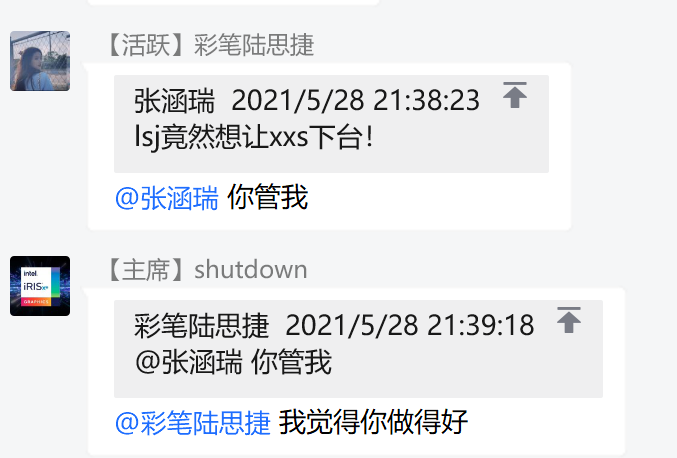 【活跃】彩笔陆思捷
张涵瑞 2021/5/28 21:38:23
lsj竟然想让xxs下台！
@张涵瑞 你管我
【主席】shutdown
intel.
iRISxe
GRAPHICS
彩笔陆思捷 2021/5/28 21:39:18
@张涵瑞 你管我
@彩笔陆思捷 我觉得你做得好